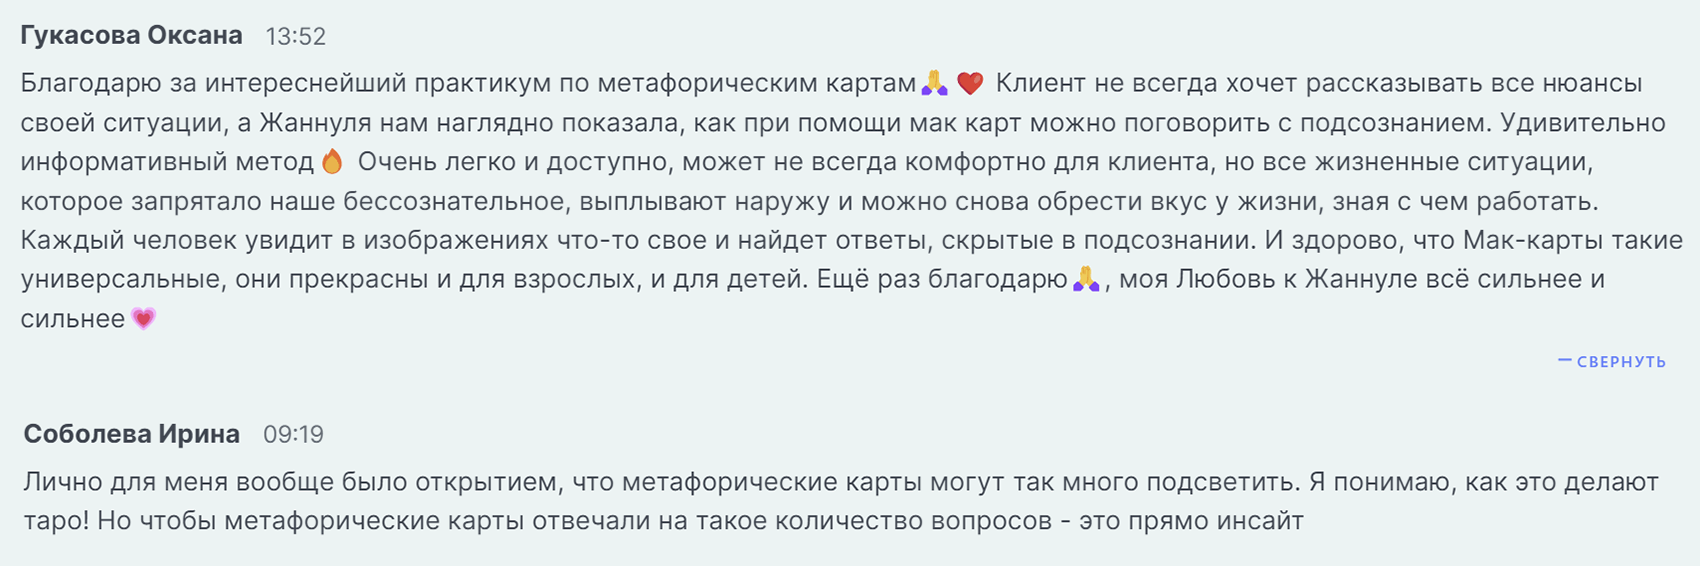 Гукасова Оксана 13:52
Благодарю за интереснейший практикум по метафорическим картам🙏❤️ Клиент не всегда хочет рассказывать все нюансы
своей ситуации, а Жаннуля нам наглядно показала, как при помощи мак карт можно поговорить с подсознанием. Удивительно
информативный метод🔥 Очень легко и доступно, может не всегда комфортно для клиента, но все жизненные ситуации,
которое запрятало наше бессознательное, выплывают наружу и можно снова обрести вкус у жизни, зная с чем работать.
Каждый человек увидит в изображениях что-то свое и найдет ответы, скрытые в подсознании. И здорово, что Мак-карты такие
универсальные, они прекрасны и для взрослых, и для детей. Ещё раз благодарю🙏, моя Любовь к Жаннуле всё сильнее и
сильнее💗
— СВЕРНУТЬ
Соболева Ирина 09:19
Лично для меня вообще было открытием, что метафорические карты могут так много подсветить. Я понимаю, как это делают
таро! Но чтобы метафорические карты отвечали на такое количество вопросов - это прямо инсайт